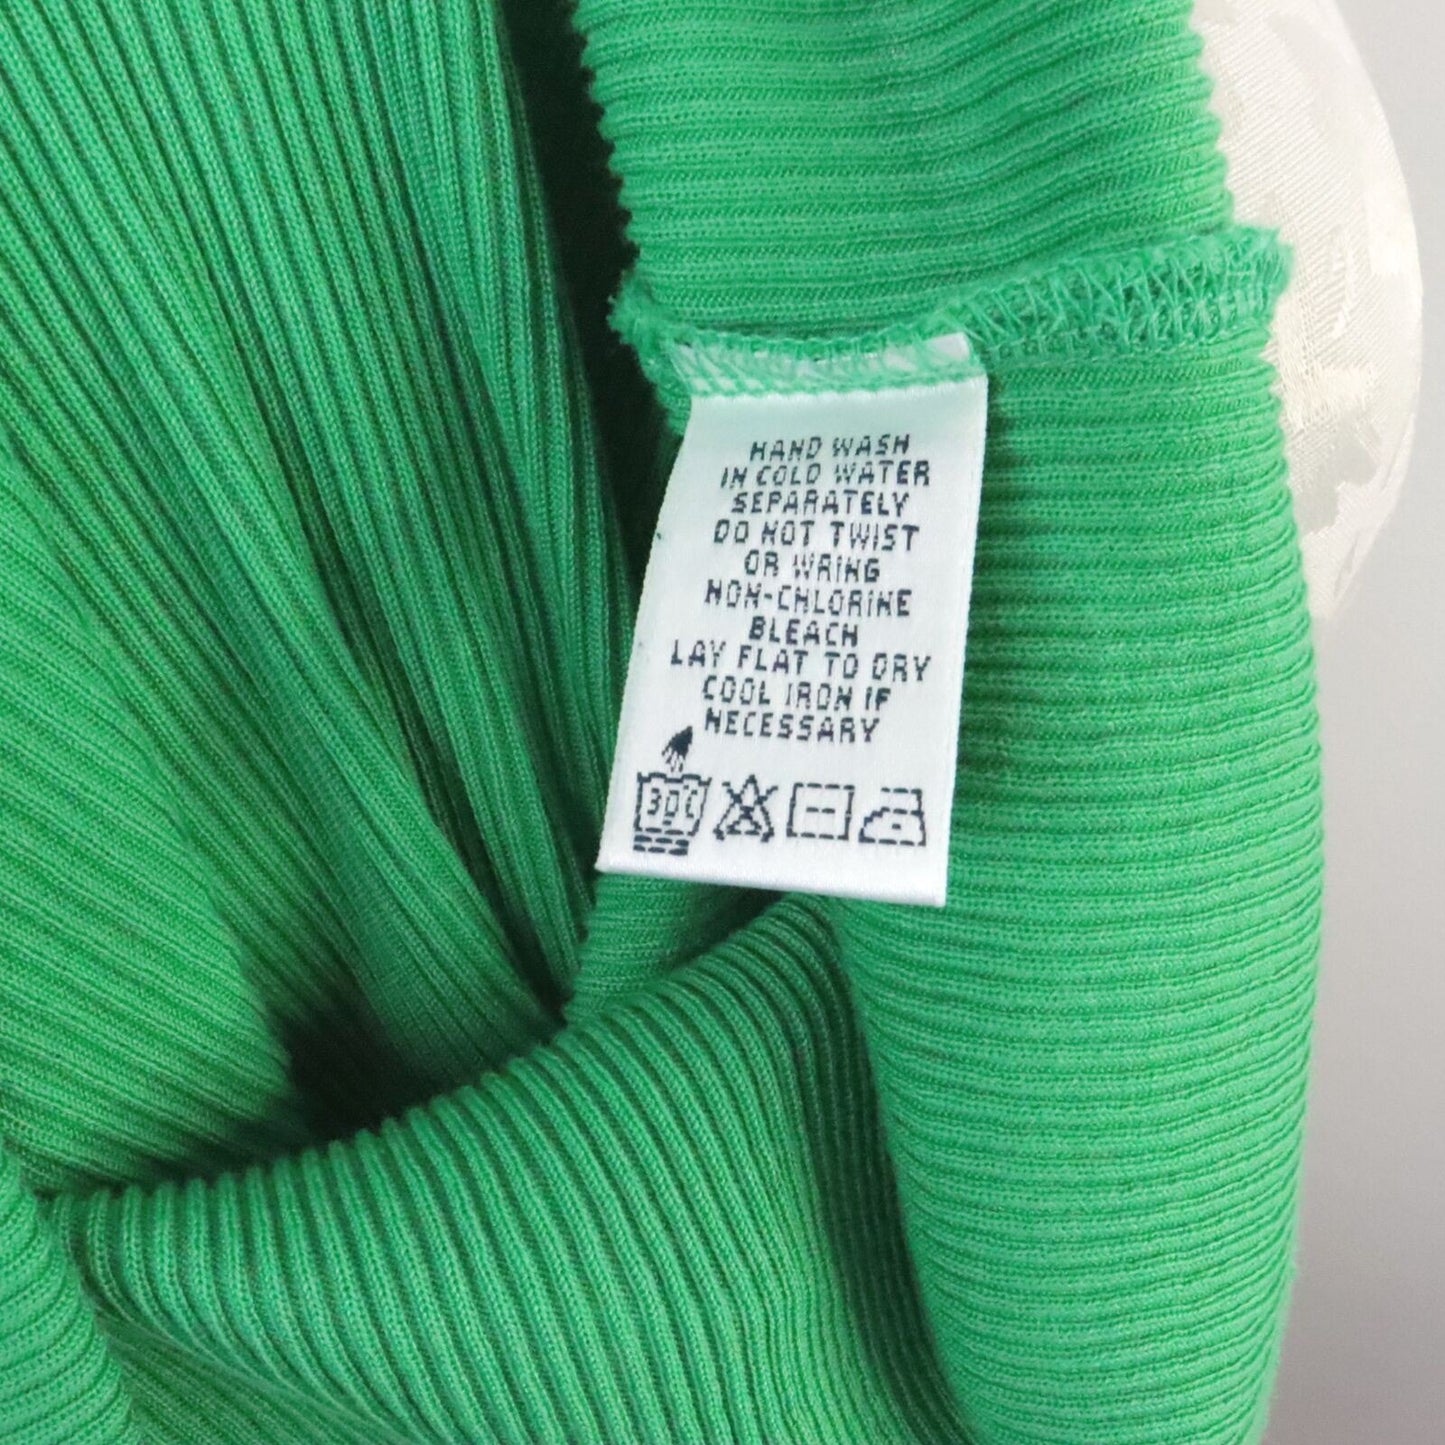 HAND WASH
IN COLD WATER
SEPARATELY
DO NOT TWIST
OR WRING
NON-CHLORINE
BLEACH
LAY FLAT TO DRY
COOL IRON IF
NECESSARY
30C